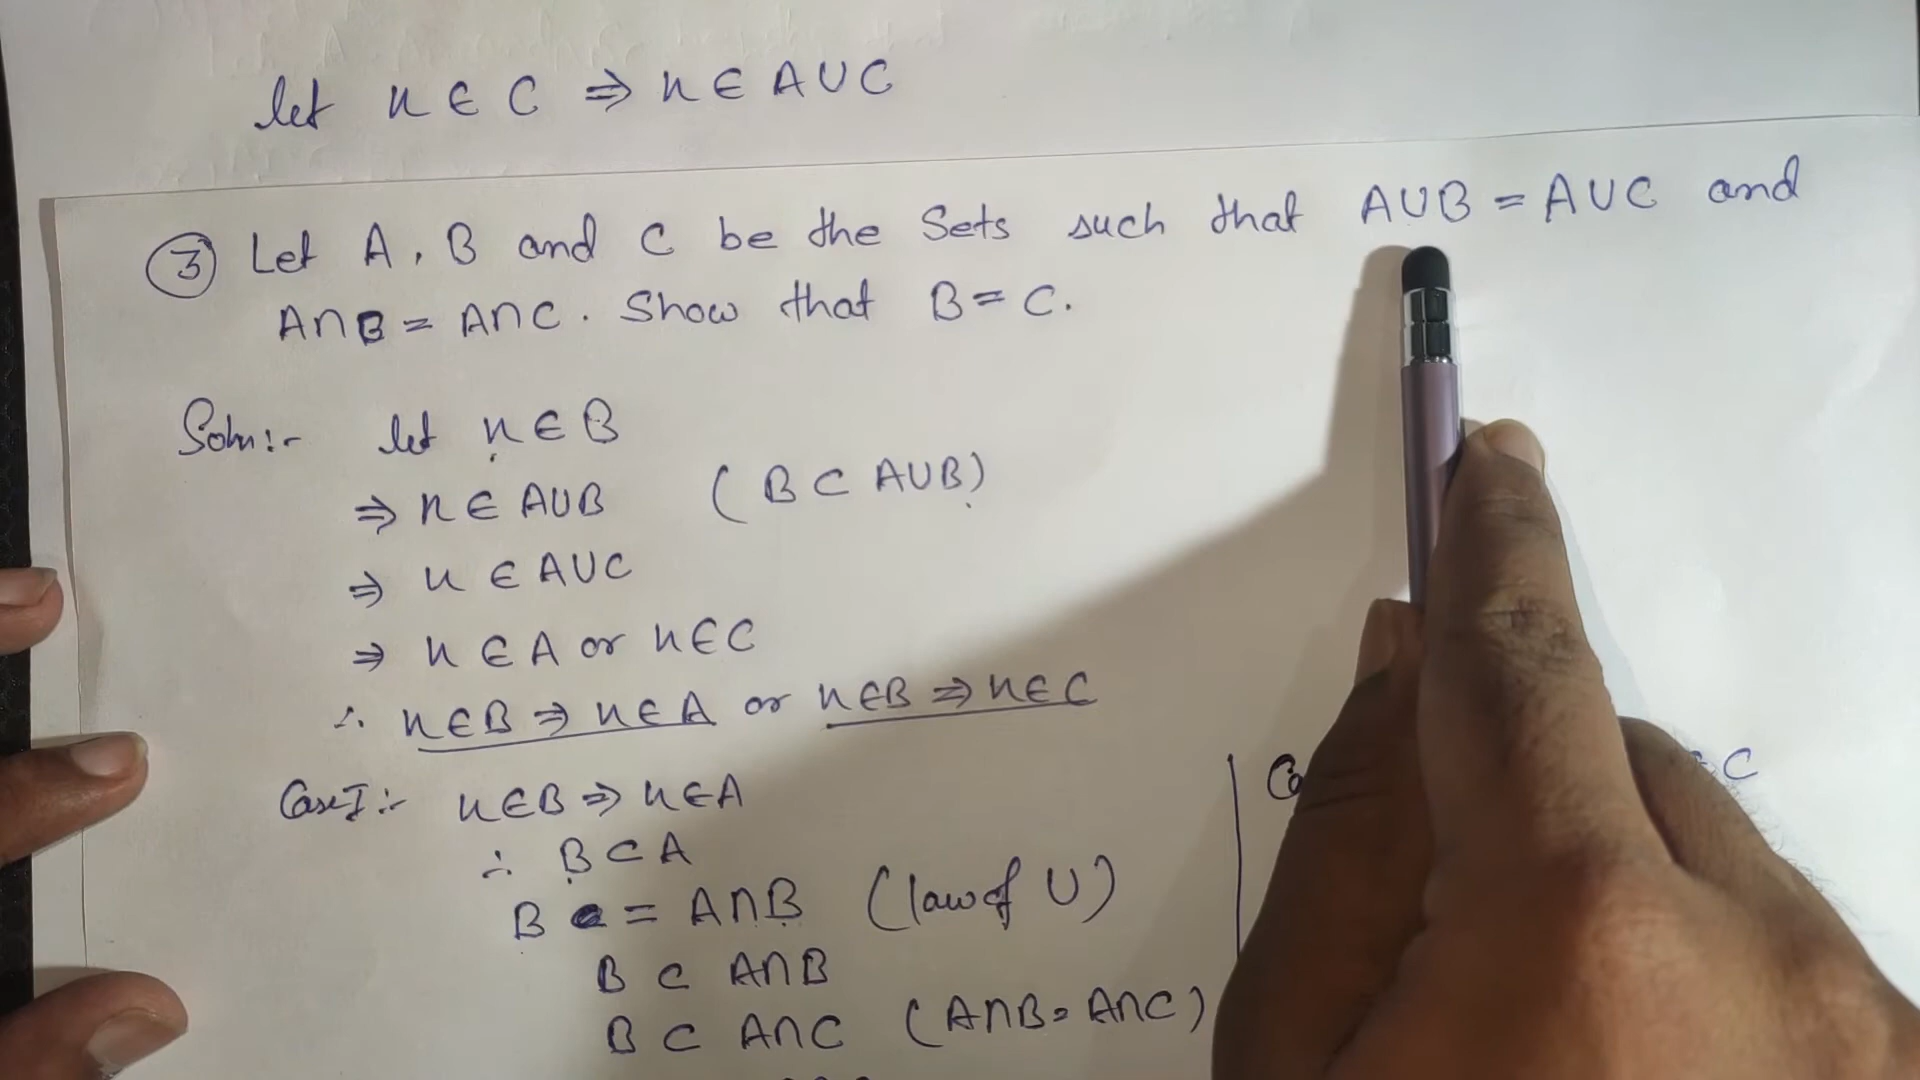 let x ∈ C ⇒ x ∈ A∪C
③ Let A, B and C be the Sets such that A∪B = A∪C and
A∩B = A∩C. Show that B = C.
Soln:- let x ∈ B
⇒ x ∈ A∪B (B ⊂ A∪B)
⇒ x ∈ A∪C
⇒ x ∈ A or x ∈ C
∴ x∈B ⇒ x∈A or x∈B ⇒ x∈C
Case I:- x∈B ⇒ x∈A
C
∴ B⊂A
B = A∩B (law of U)
B ⊂ A∩B
B ⊂ A∩C (A∩B = A∩C)